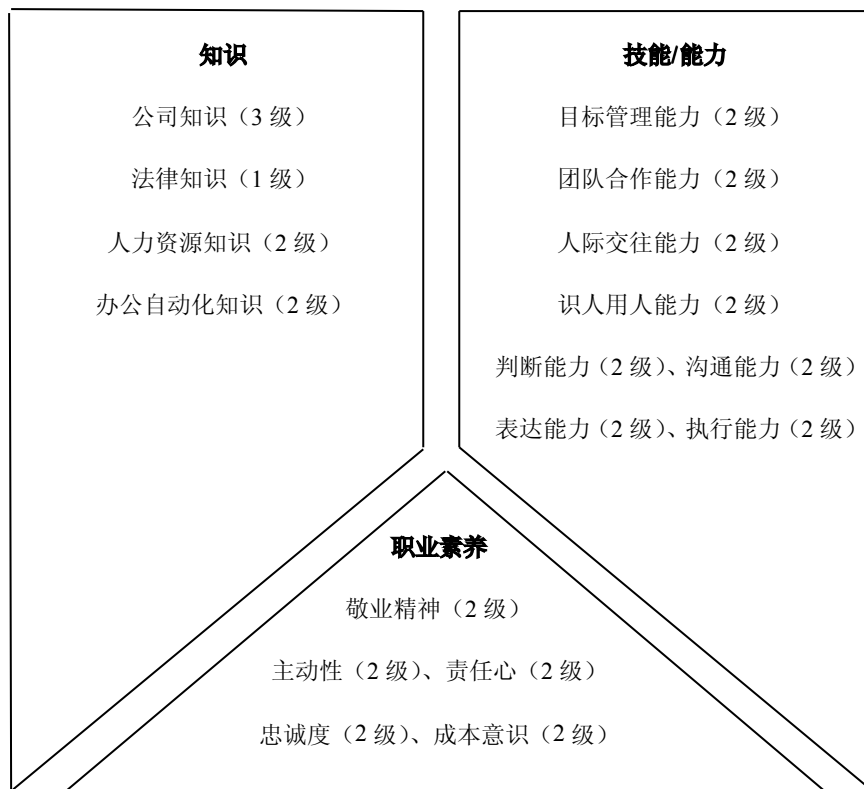 知识
公司知识（3 级）
法律知识（1 级）
人力资源知识（2 级）
办公自动化知识（2 级）
技能/能力
目标管理能力（2 级）
团队合作能力（2 级）
人际交往能力（2 级）
识人用人能力（2 级）
判断能力（2 级）、沟通能力（2 级）
表达能力（2 级）、执行能力（2 级）
职业素养
敬业精神（2 级）
主动性（2 级）、责任心（2 级）
忠诚度（2 级）、成本意识（2 级）